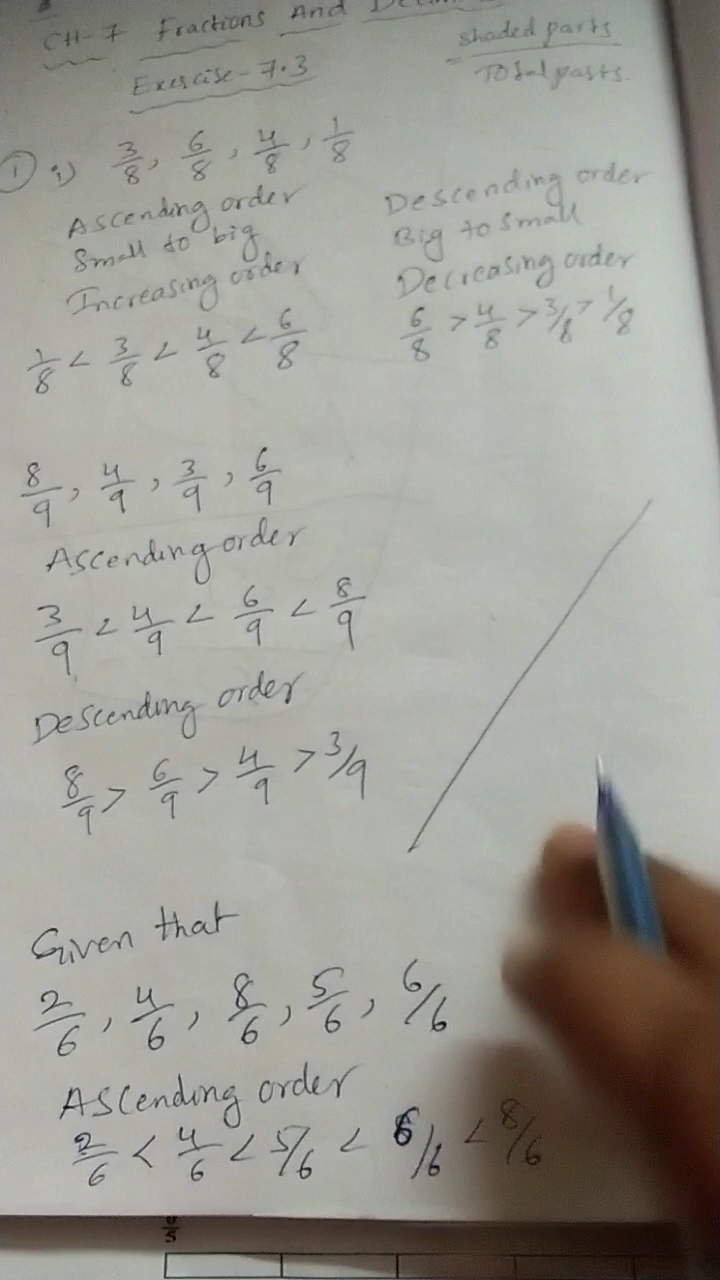 CH-7 Fractions And
Exercise-7.3
shaded parts
Total parts.
① i) 3/8, 6/8, 4/8, 1/8
Ascending order
Small to big
Increasing order
1/8 < 3/8 < 4/8 < 6/8
Descending order
Big to small
Decreasing order
6/8 > 4/8 > 3/8 > 1/8
8/9, 4/9, 3/9, 6/9
Ascending order
3/9 < 4/9 < 6/9 < 8/9
Descending order
8/9 > 6/9 > 4/9 > 3/9
Given that
2/6, 4/6, 8/6, 5/6, 6/6
Ascending order
2/6 < 4/6 < 5/6 < 6/6 < 8/6